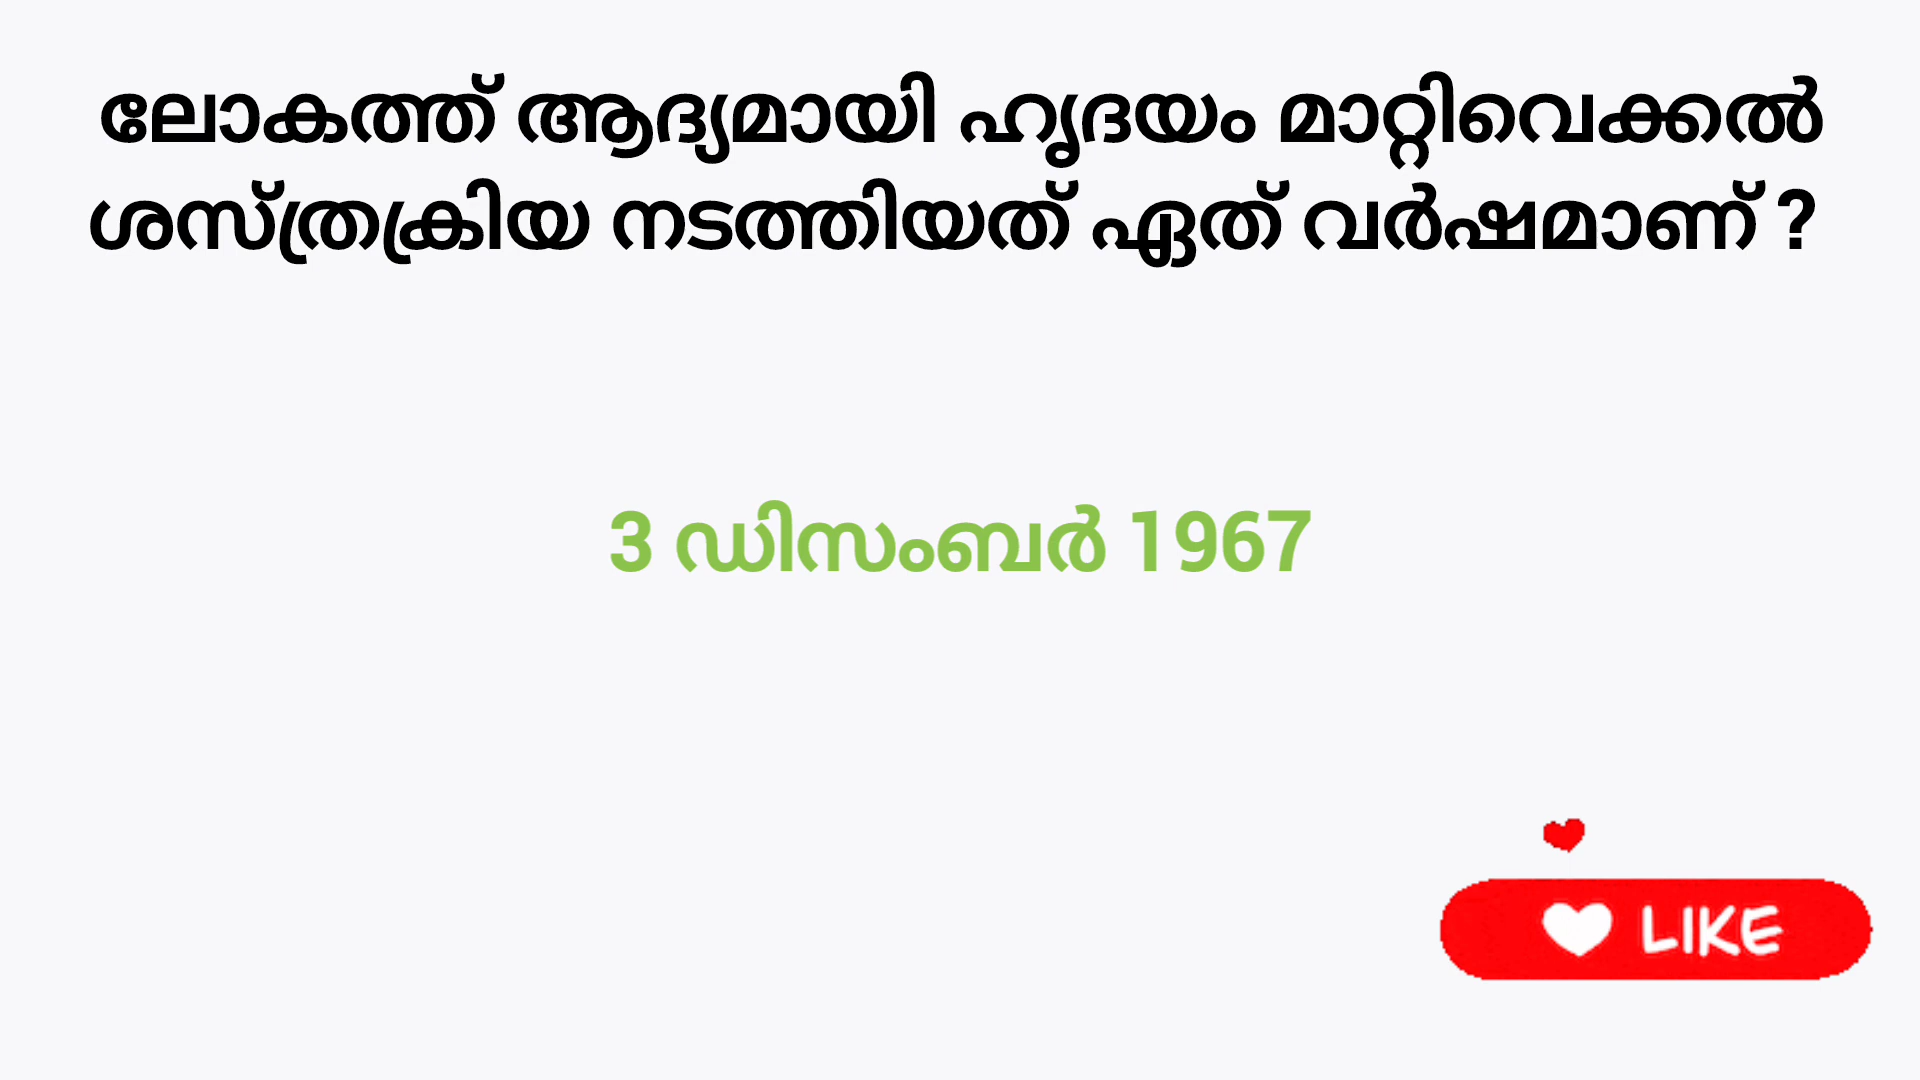 ലോകത്ത് ആദ്യമായി ഹൃദയം മാറ്റിവെക്കൽ
ശസ്ത്രക്രിയ നടത്തിയത് ഏത് വർഷമാണ് ?
3 ഡിസംബർ 1967
LIKE